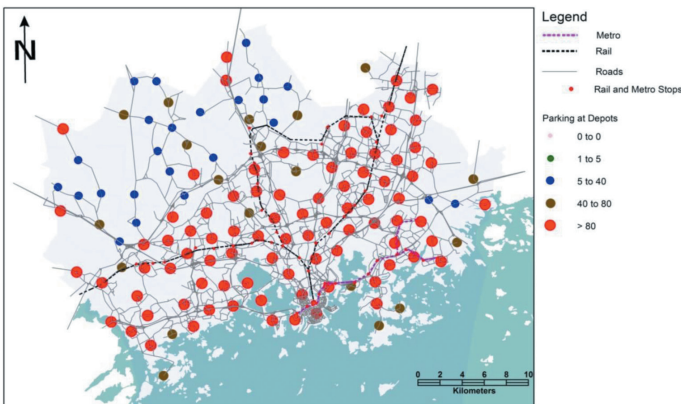 N
Legend
Metro
Rail
Roads
Rail and Metro Stops
Parking at Depots
0 to 0
1 to 5
5 to 40
40 to 80
> 80
0 2 4 6 8 10
Kilometers